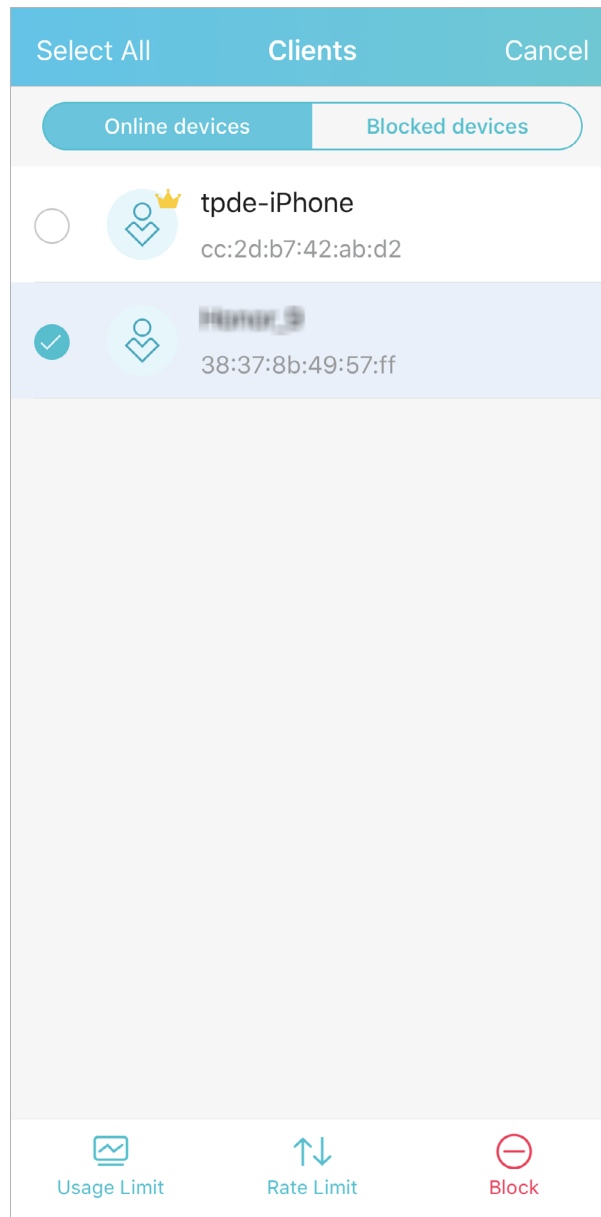 Select All Clients Cancel
Online devices Blocked devices
tpde-iPhone
cc:2d:b7:42:ab:d2
38:37:8b:49:57:ff
Usage Limit Rate Limit Block